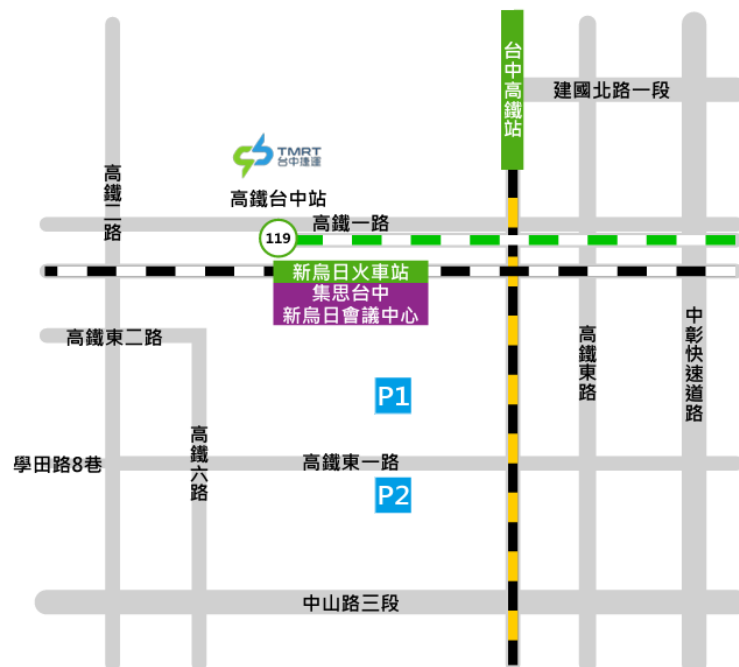 台中高鐵站
建國北路一段
TMRT
台中捷運
高鐵二路
高鐵台中站
高鐵一路
119
新烏日火車站
集思台中
新烏日會議中心
高鐵東二路
高鐵東路
中彰快速道路
P1
高鐵六路
學田路8巷
高鐵東一路
P2
中山路三段